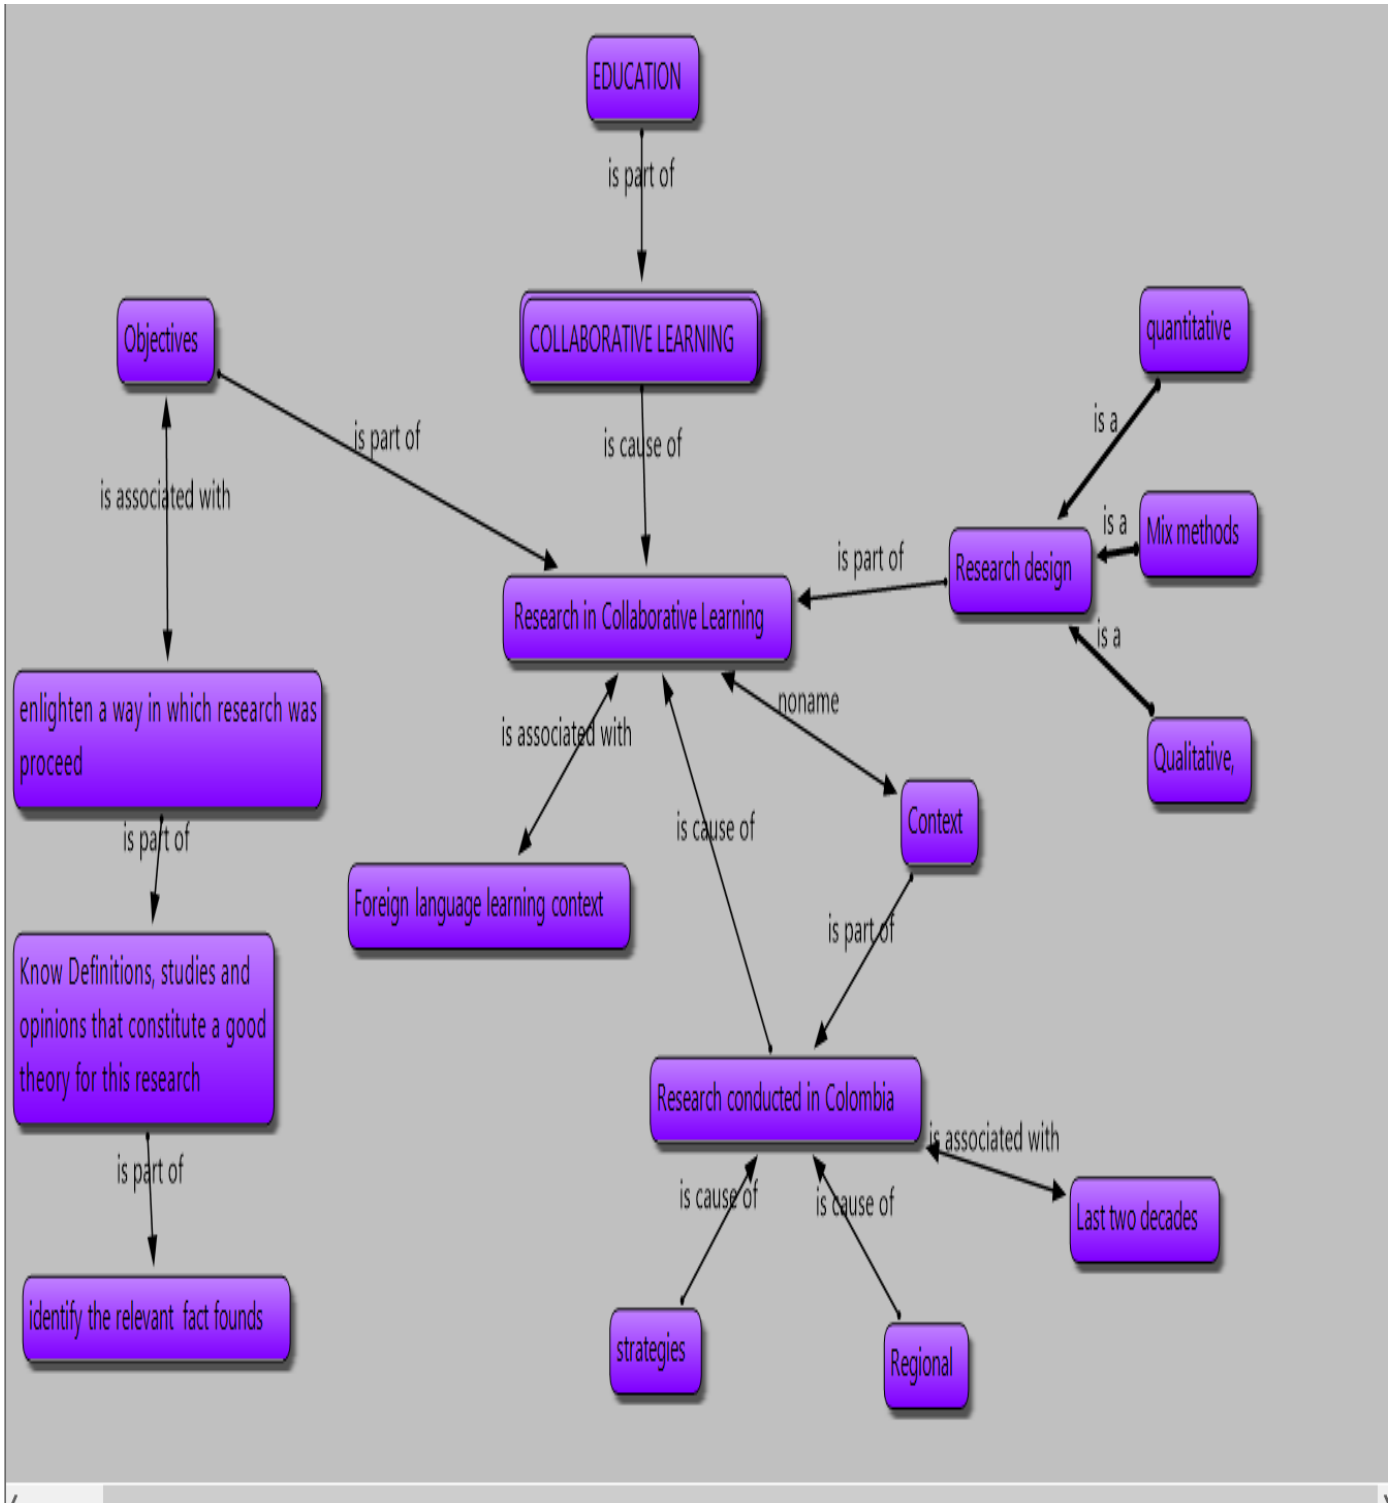 EDUCATION
is part of
Objectives
COLLABORATIVE LEARNING
quantitative
is part of
is cause of
is a
is associated with
Mix methods
is a
is part of
Research design
Research in Collaborative Learning
is a
enlighten a way in which research was
proceed
is associated with
noname
Qualitative,
is part of
is cause of
Context
Foreign language learning context
is part of
Know Definitions, studies and
opinions that constitute a good
theory for this research
Research conducted in Colombia
is associated with
is part of
is cause of
is cause of
Last two decades
identify the relevant fact founds
strategies
Regional